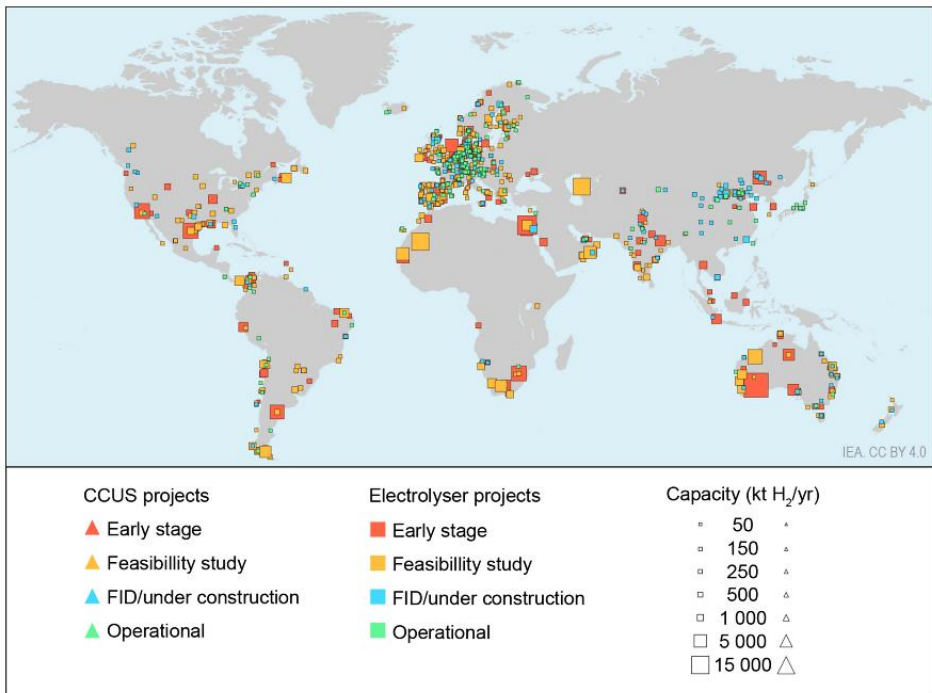 IEA. CC BY 4.0
CCUS projects
Early stage
Feasibillity study
FID/under construction
Operational
Electrolyser projects
Early stage
Feasibillity study
FID/under construction
Operational
Capacity (kt H₂/yr)
50
150
250
500
1 000
5 000
15 000